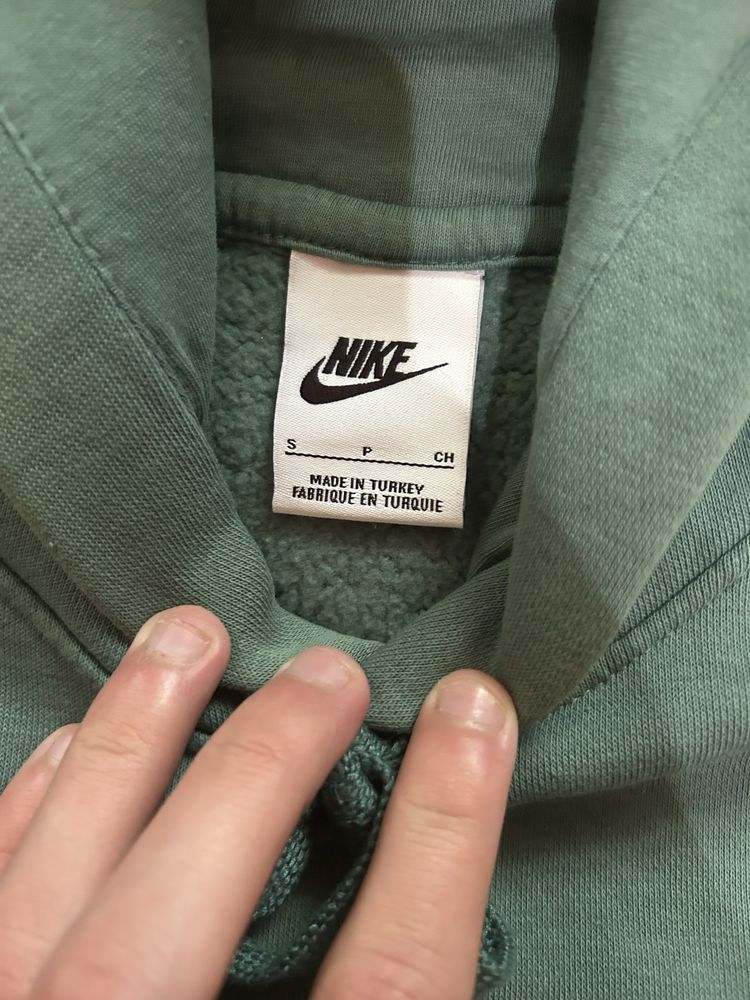 NIKE
S P CH
MADE IN TURKEY
FABRIQUE EN TURQUIE